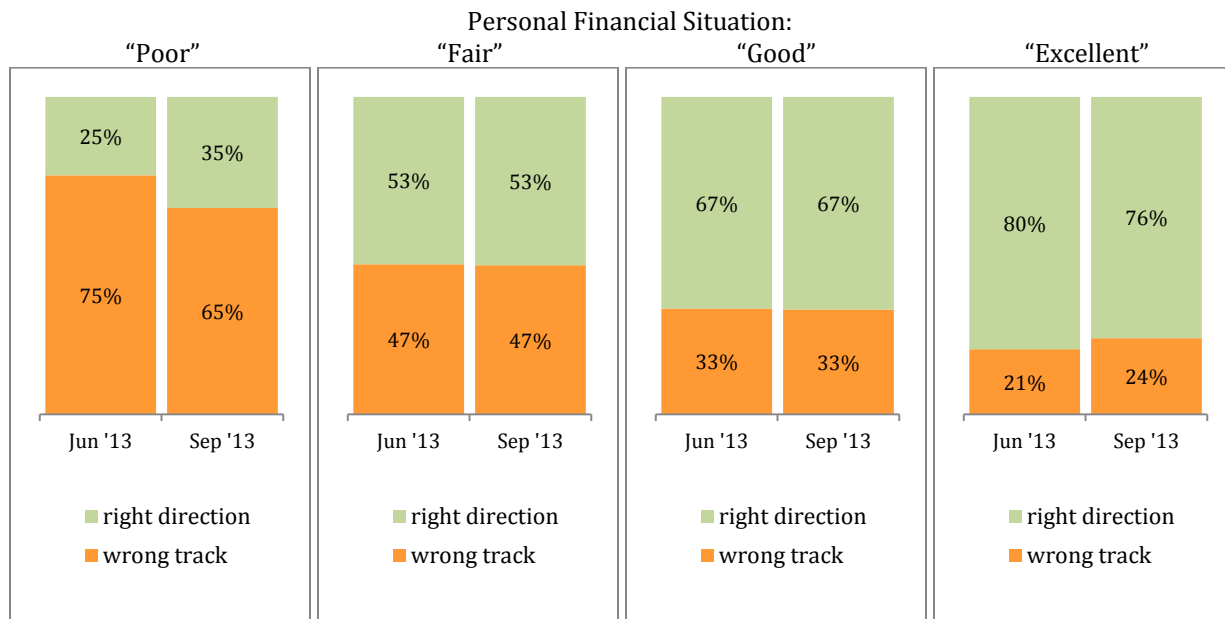 Personal Financial Situation:
“Poor”
“Fair”
“Good”
“Excellent”
25%
35%
75%
65%
Jun '13
Sep '13
right direction
wrong track
53%
53%
47%
47%
Jun '13
Sep '13
right direction
wrong track
67%
67%
33%
33%
Jun '13
Sep '13
right direction
wrong track
80%
76%
21%
24%
Jun '13
Sep '13
right direction
wrong track